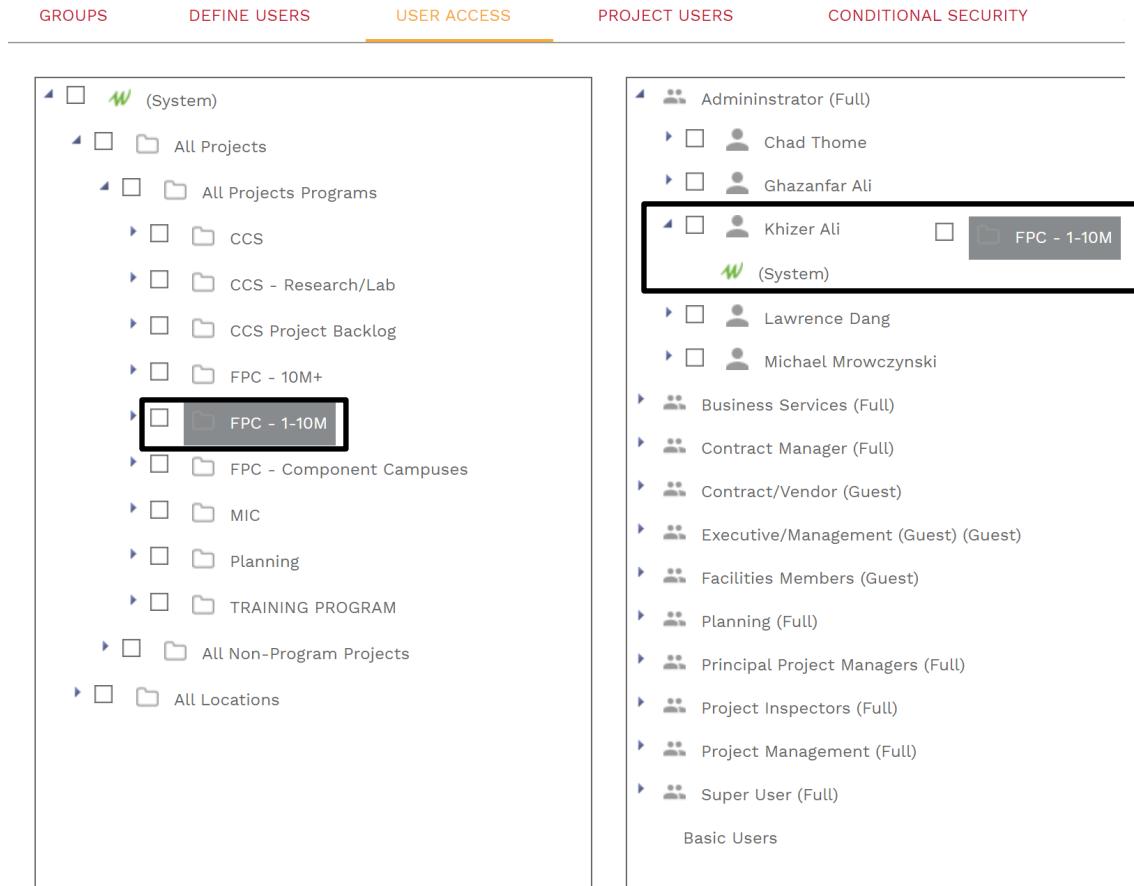 GROUPS DEFINE USERS USER ACCESS PROJECT USERS CONDITIONAL SECURITY
(System)
All Projects
All Projects Programs
CCS
CCS - Research/Lab
CCS Project Backlog
FPC - 10M+
FPC - 1-10M
FPC - Component Campuses
MIC
Planning
TRAINING PROGRAM
All Non-Program Projects
All Locations
Admininstrator (Full)
Chad Thome
Ghazanfar Ali
Khizer Ali FPC - 1-10M
(System)
Lawrence Dang
Michael Mrowczynski
Business Services (Full)
Contract Manager (Full)
Contract/Vendor (Guest)
Executive/Management (Guest) (Guest)
Facilities Members (Guest)
Planning (Full)
Principal Project Managers (Full)
Project Inspectors (Full)
Project Management (Full)
Super User (Full)
Basic Users